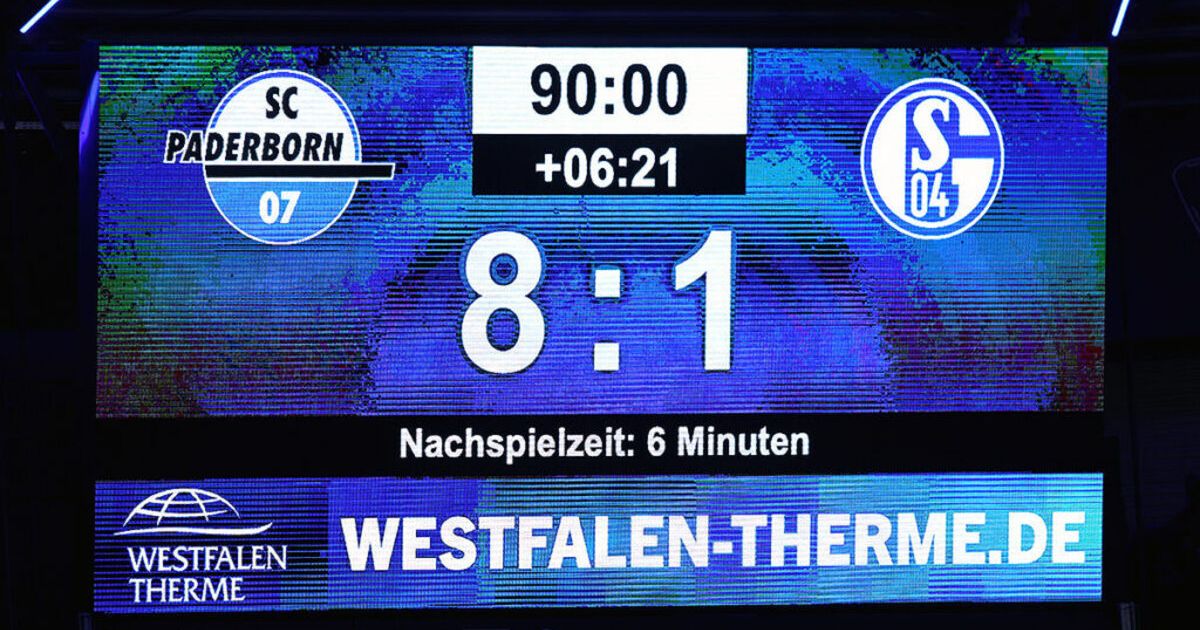 SC
PADERBORN
07
90:00
+06:21
S
04
8:1
Nachspielzeit: 6 Minuten
WESTFALEN
THERME
WESTFALEN-THERME.DE